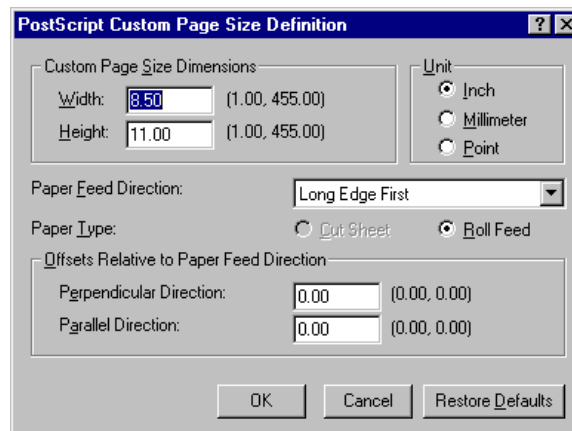 PostScript Custom Page Size Definition
Custom Page Size Dimensions
Width: 8.50 (1.00, 455.00)
Height: 11.00 (1.00, 455.00)
Unit
Inch
Millimeter
Point
Paper Feed Direction: Long Edge First
Paper Type: Cut Sheet Roll Feed
Offsets Relative to Paper Feed Direction
Perpendicular Direction: 0.00 (0.00, 0.00)
Parallel Direction: 0.00 (0.00, 0.00)
OK Cancel Restore Defaults